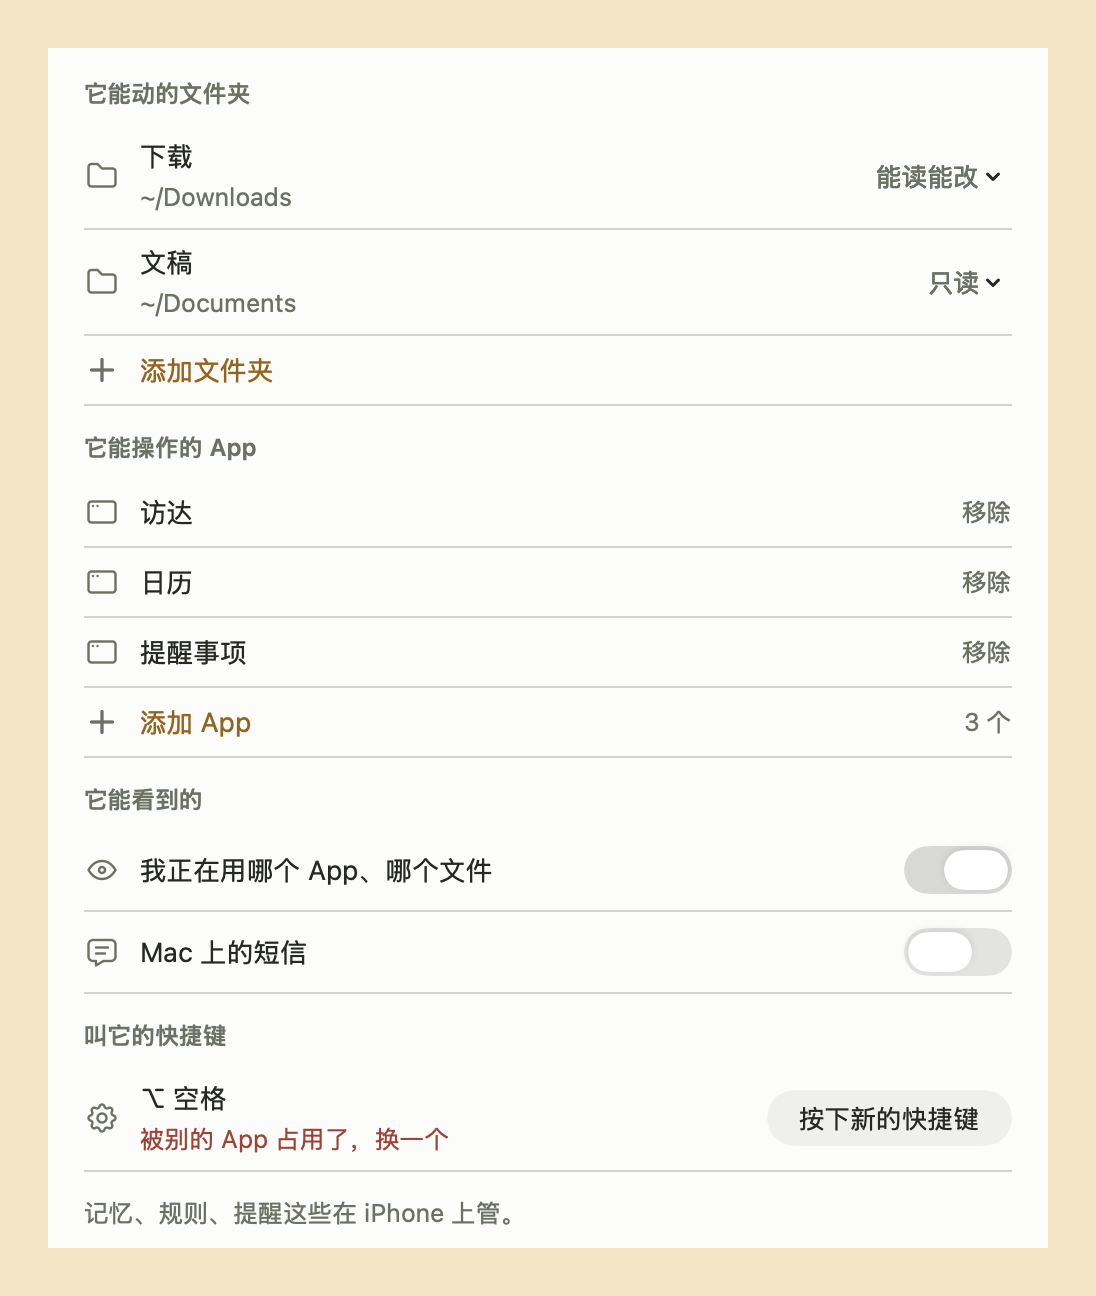 它能动的文件夹
下载
~/Downloads
能读能改
文稿
~/Documents
只读
添加文件夹
它能操作的 App
访达
移除
日历
移除
提醒事项
移除
添加 App
3 个
它能看到的
我正在用哪个 App、哪个文件
Mac 上的短信
叫它的快捷键
⌥ 空格
被别的 App 占用了，换一个
按下新的快捷键
记忆、规则、提醒这些在 iPhone 上管。